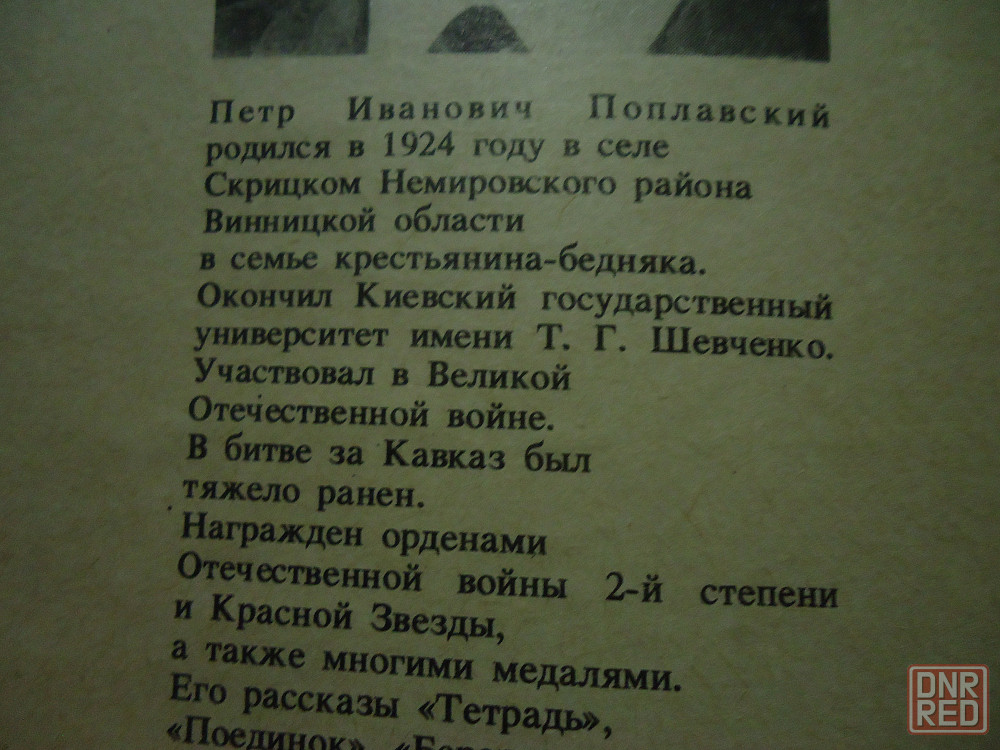 Петр Иванович Поплавский
родился в 1924 году в селе
Скрицком Немировского района
Винницкой области
в семье крестьянина-бедняка.
Окончил Киевский государственный
университет имени Т. Г. Шевченко.
Участвовал в Великой
Отечественной войне.
В битве за Кавказ был
тяжело ранен.
Награжден орденами
Отечественной войны 2-й степени
и Красной Звезды,
а также многими медалями.
Его рассказы «Тетрадь»,
«Поединок»,
DNR
RED